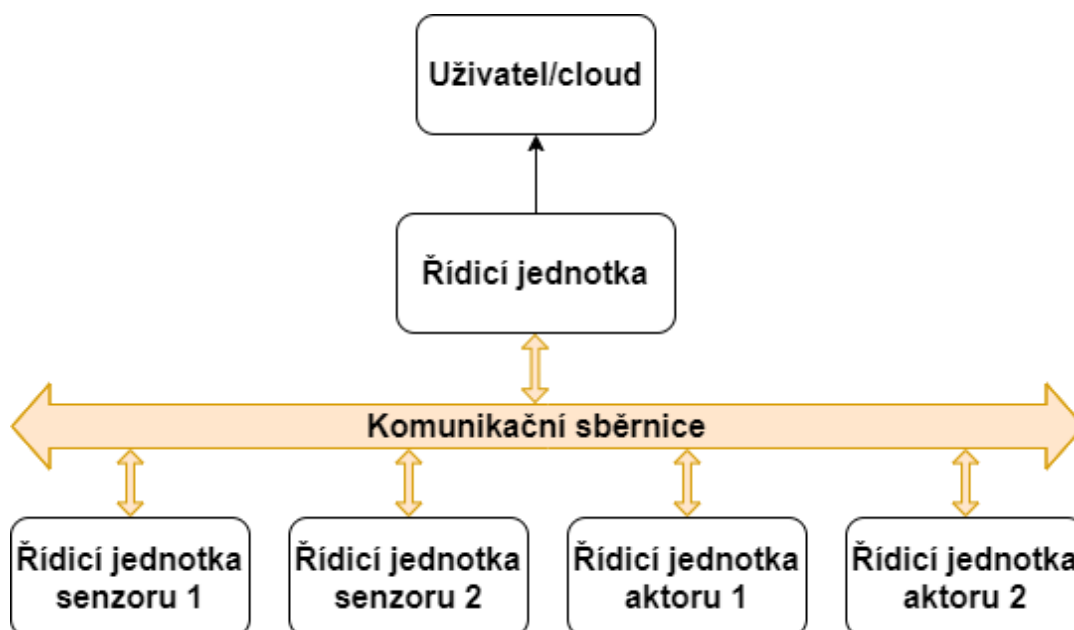 Uživatel/cloud
Řídicí jednotka
Komunikační sběrnice
Řídicí jednotka
senzoru 1
Řídicí jednotka
senzoru 2
Řídicí jednotka
aktoru 1
Řídicí jednotka
aktoru 2